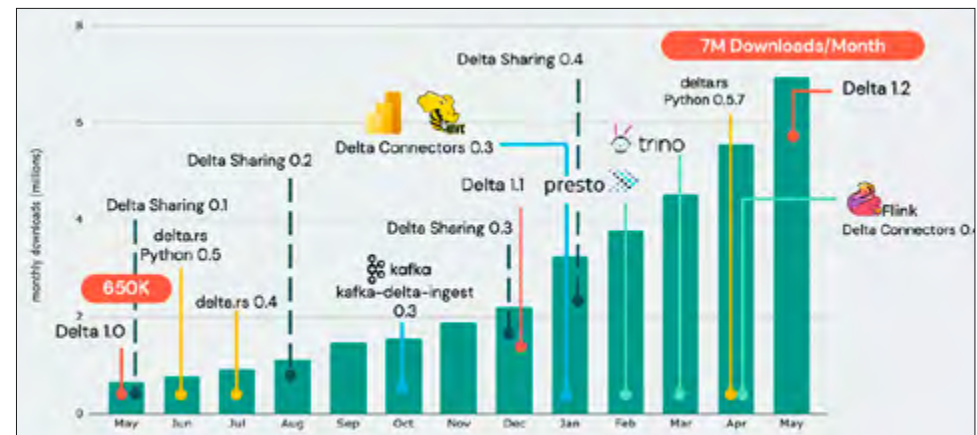 8
7M Downloads/Month
Delta Sharing 0.4
delta.rs
Python 0.5.7
Delta 1.2
6
trino
Delta Connectors 0.3
Delta Sharing 0.2
Delta 1.1
presto
4
Delta Sharing 0.1
Flink
Delta Connectors 0.4
delta.rs
Python 0.5
Delta Sharing 0.3
kafka
kafka-delta-ingest
0.3
650K
delta.rs 0.4
2
Delta 1.0
0
May
Jun
Jul
Aug
Sep
Oct
Nov
Dec
Jan
Feb
Mar
Apr
May
monthly downloads (millions)